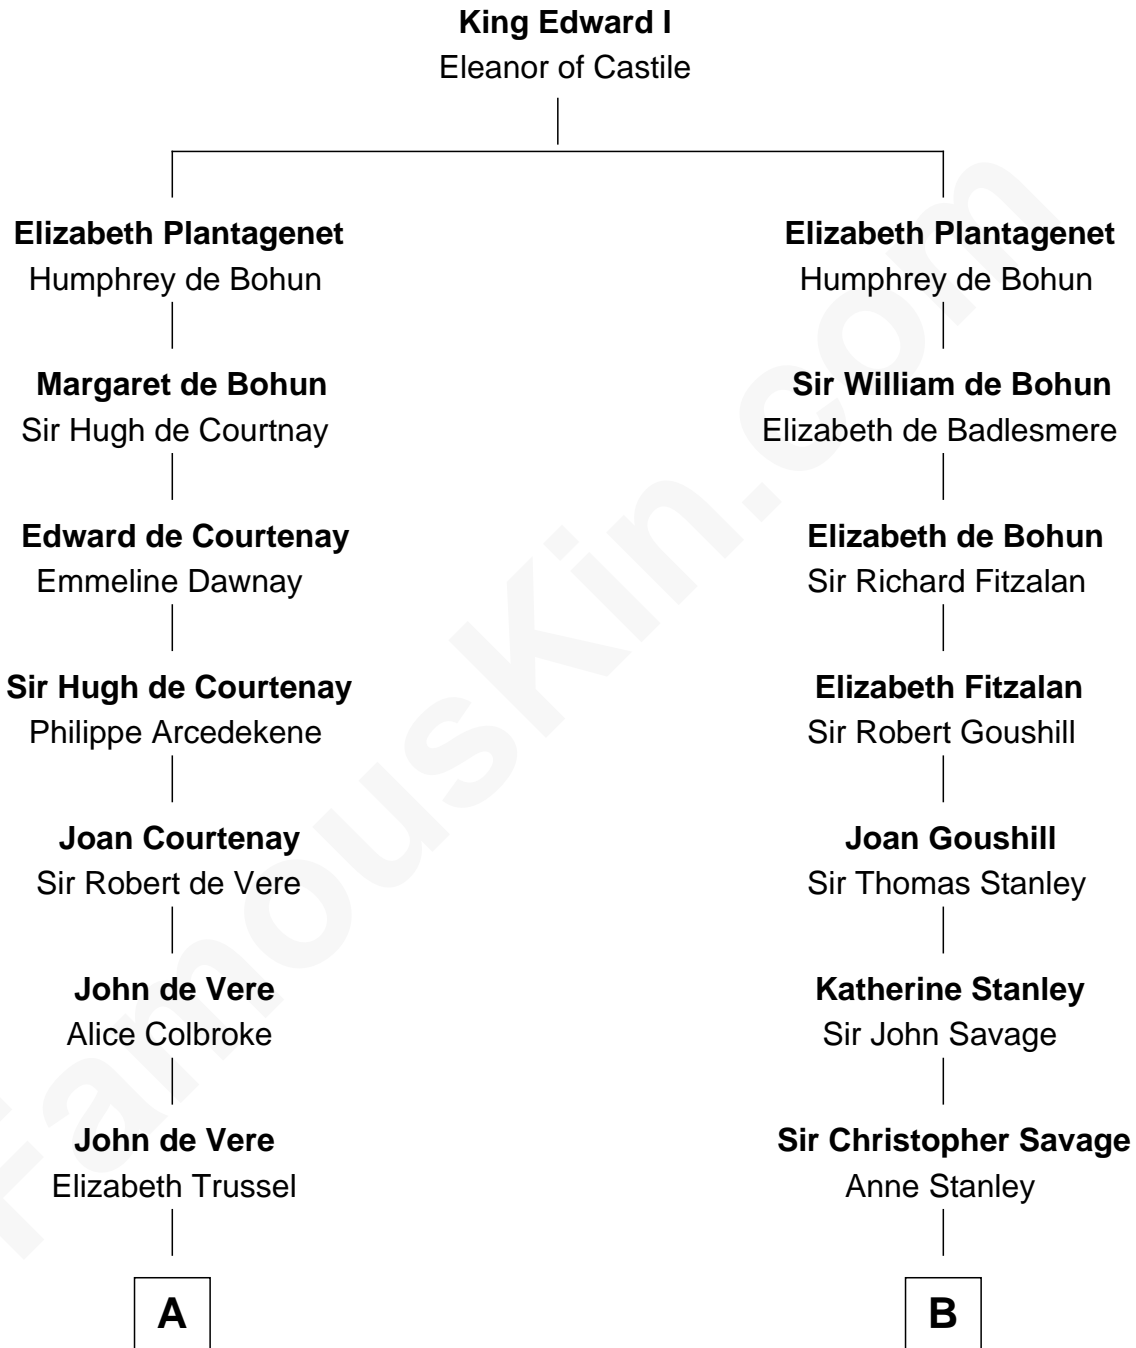 King Edward I
Eleanor of Castile
Elizabeth Plantagenet
Humphrey de Bohun
Margaret de Bohun
Sir Hugh de Courtnay
Edward de Courtenay
Emmeline Dawnay
Sir Hugh de Courtenay
Philippe Arcedekene
Joan Courtenay
Sir Robert de Vere
John de Vere
Alice Colbroke
John de Vere
Elizabeth Trussel
A
Elizabeth Plantagenet
Humphrey de Bohun
Sir William de Bohun
Elizabeth de Badlesmere
Elizabeth de Bohun
Sir Richard Fitzalan
Elizabeth Fitzalan
Sir Robert Goushill
Joan Goushill
Sir Thomas Stanley
Katherine Stanley
Sir John Savage
Sir Christopher Savage
Anne Stanley
B
FamousKin.com